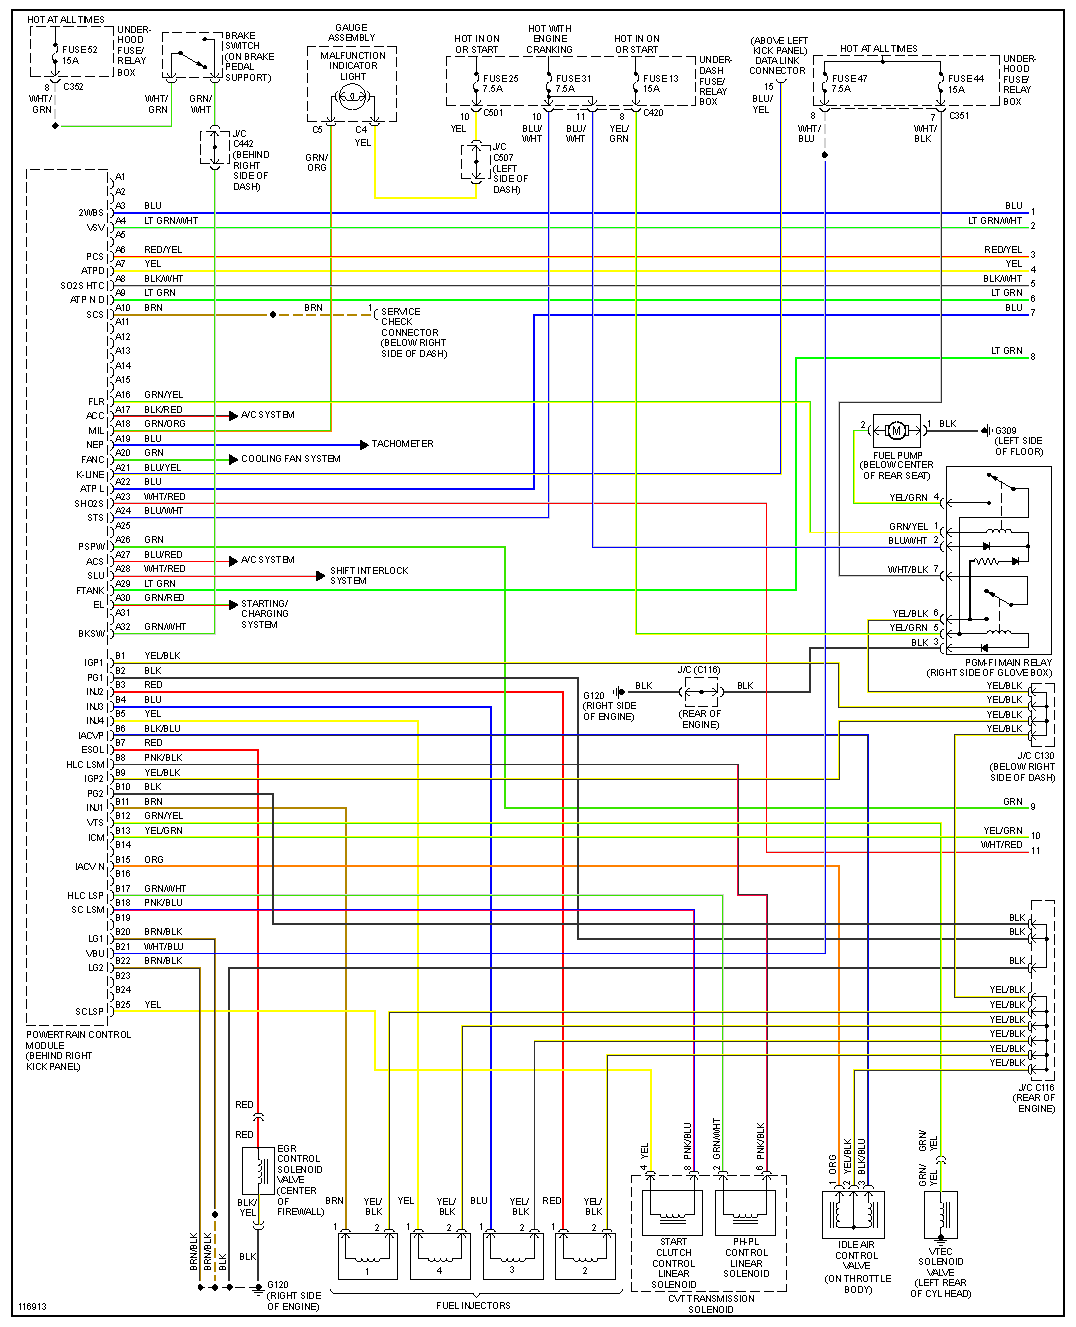 HOT AT ALL TIMES
FUSE 52
15A
UNDER-
HOOD
FUSE/
RELAY
BOX
8
C352
WHT/
GRN
BRAKE
SWITCH
(ON BRAKE
PEDAL
SUPPORT)
WHT/
GRN
GRN/
WHT
J/C
C442
(BEHIND
RIGHT
SIDE OF
DASH)
GAUGE
ASSEMBLY
MALFUNCTION
INDICATOR
LIGHT
C5
C4
GRN/
ORG
YEL
HOT IN ON
OR START
HOT WITH
ENGINE
CRANKING
HOT IN ON
OR START
FUSE 25
7.5A
FUSE 31
7.5A
FUSE 13
15A
UNDER-
DASH
FUSE/
RELAY
BOX
10
C501
10
11
8
C420
YEL
BLU/
WHT
BLU/
WHT
YEL/
GRN
J/C
C507
(LEFT
SIDE OF
DASH)
(ABOVE LEFT
KICK PANEL)
DATA LINK
CONNECTOR
15
BLU/
YEL
HOT AT ALL TIMES
FUSE 47
7.5A
FUSE 44
15A
UNDER-
HOOD
FUSE/
RELAY
BOX
8
7
C351
WHT/
BLU
WHT/
BLK
A1
A2
2WBS A3 BLU BLU 1
VSV A4 LT GRN/WHT LT GRN/WHT 2
A5
PCS A6 RED/YEL RED/YEL 3
ATPD A7 YEL YEL 4
SO2S HTC A8 BLK/WHT BLK/WHT 5
ATP N D A9 LT GRN LT GRN 6
SCS A10 BRN BRN 1 BLU 7
SERVICE
CHECK
CONNECTOR
(BELOW RIGHT
SIDE OF DASH)
A11
A12
A13
A14
A15
LT GRN 8
FLR A16 GRN/YEL
ACC A17 BLK/RED A/C SYSTEM
MIL A18 GRN/ORG
NEP A19 BLU TACHOMETER
FANC A20 GRN COOLING FAN SYSTEM
K-LINE A21 BLU/YEL
ATP L A22 BLU
SHO2S A23 WHT/RED
STS A24 BLU/WHT
A25
PSPW A26 GRN
ACS A27 BLU/RED A/C SYSTEM
SLU A28 WHT/RED SHIFT INTERLOCK
SYSTEM
FTANK A29 LT GRN
EL A30 GRN/RED STARTING/
CHARGING
SYSTEM
A31
BKSW A32 GRN/WHT
2
M
1 BLK
G309
(LEFT SIDE
OF FLOOR)
FUEL PUMP
(BELOW CENTER
OF REAR SEAT)
YEL/GRN 4
GRN/YEL 1
BLU/WHT 2
WHT/BLK 7
YEL/BLK 6
YEL/GRN 5
BLK 3
PGM-FI MAIN RELAY
(RIGHT SIDE OF GLOVE BOX)
IGP1 B1 YEL/BLK
PG1 B2 BLK
INJ2 B3 RED
INJ3 B4 BLU
INJ4 B5 YEL
IACVP B6 BLK/BLU
ESOL B7 RED
HLC LSM B8 PNK/BLK
IGP2 B9 YEL/BLK
PG2 B10 BLK
INJ1 B11 BRN
VTS B12 GRN/YEL
ICM B13 YEL/GRN
B14
IACV N B15 ORG
B16
HLC LSP B17 GRN/WHT
SC LSM B18 PNK/BLU
B19
LG1 B20 BRN/BLK
VBU B21 WHT/BLU
LG2 B22 BRN/BLK
B23
B24
SCLSP B25 YEL
POWERTRAIN CONTROL
MODULE
(BEHIND RIGHT
KICK PANEL)
G120
(RIGHT SIDE
OF ENGINE)
BLK
J/C (C116)
BLK
(REAR OF
ENGINE)
YEL/BLK
YEL/BLK
YEL/BLK
YEL/BLK
J/C C130
(BELOW RIGHT
SIDE OF DASH)
GRN 9
YEL/GRN 10
WHT/RED 11
BLK
BLK
BLK
YEL/BLK
YEL/BLK
YEL/BLK
YEL/BLK
YEL/BLK
YEL/BLK
J/C C116
(REAR OF
ENGINE)
RED
RED
EGR
CONTROL
SOLENOID
VALVE
(CENTER
OF
FIREWALL)
BLK/
YEL
BRN/BLK
BRN/BLK
BLK
BLK
G120
(RIGHT SIDE
OF ENGINE)
BRN
YEL/
BLK
YEL
YEL/
BLK
BLU
YEL/
BLK
RED
YEL/
BLK
1 2 1 2 1 2 1 2
1
4
3
2
FUEL INJECTORS
4 YEL
8 PNK/BLU
2 GRN/WHT
6 PNK/BLK
START
CLUTCH
CONTROL
LINEAR
SOLENOID
PH-PL
CONTROL
LINEAR
SOLENOID
CVT TRANSMISSION
SOLENOID
1 ORG
2 YEL/BLK
3 BLK/BLU
IDLE AIR
CONTROL
VALVE
(ON THROTTLE
BODY)
GRN/
YEL
GRN/
YEL
VTEC
SOLENOID
VALVE
(LEFT REAR
OF CYL HEAD)
116913